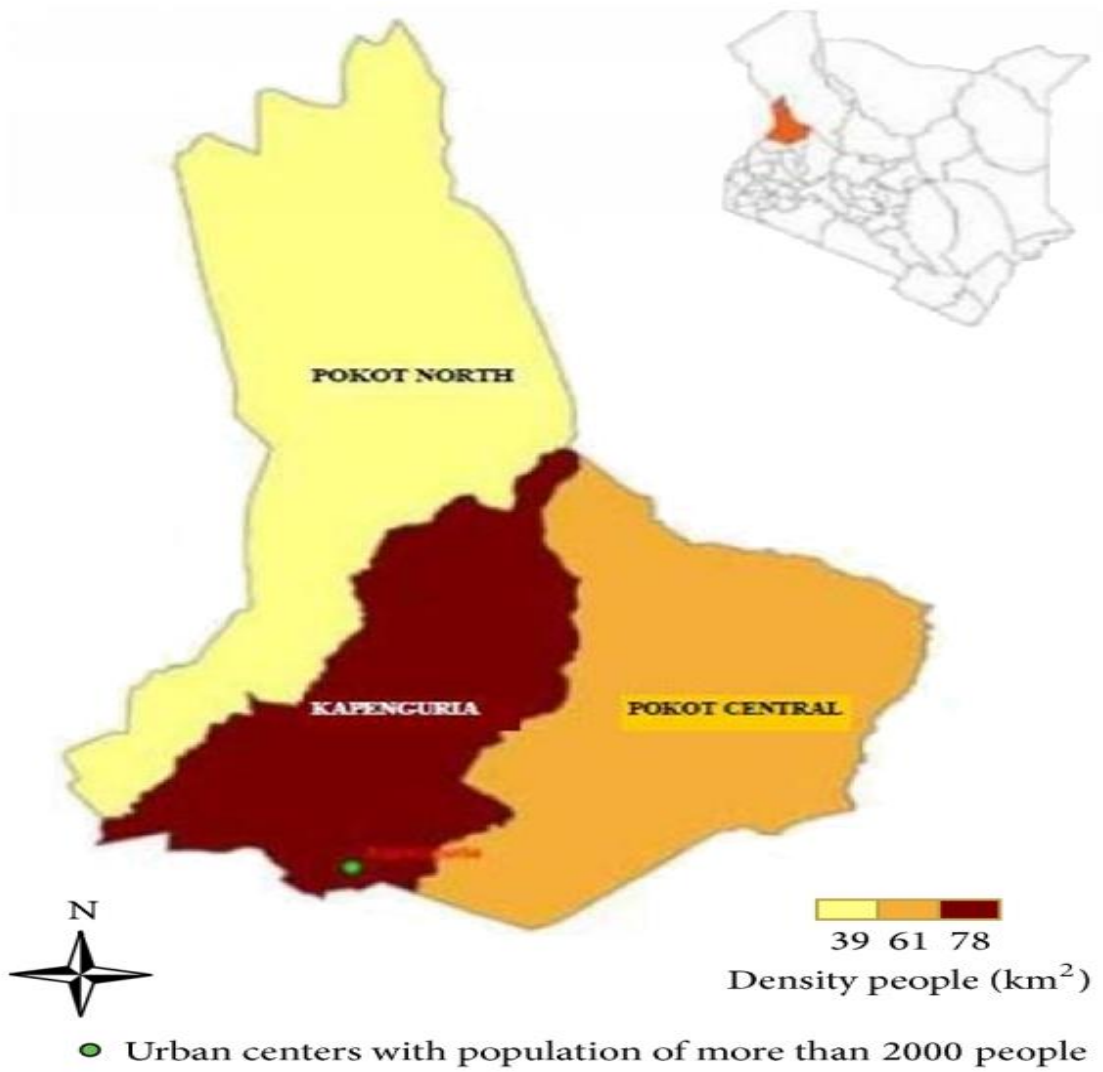 POKOT NORTH
KAPENGURIA
POKOT CENTRAL
N
39 61 78
Density people (km²)
Urban centers with population of more than 2000 people